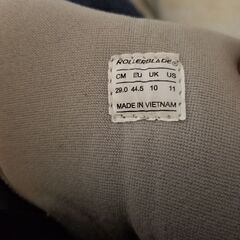 ROLLERBLADE®
CM EU UK US
29.0 44.5 10 11
MADE IN VIETNAM